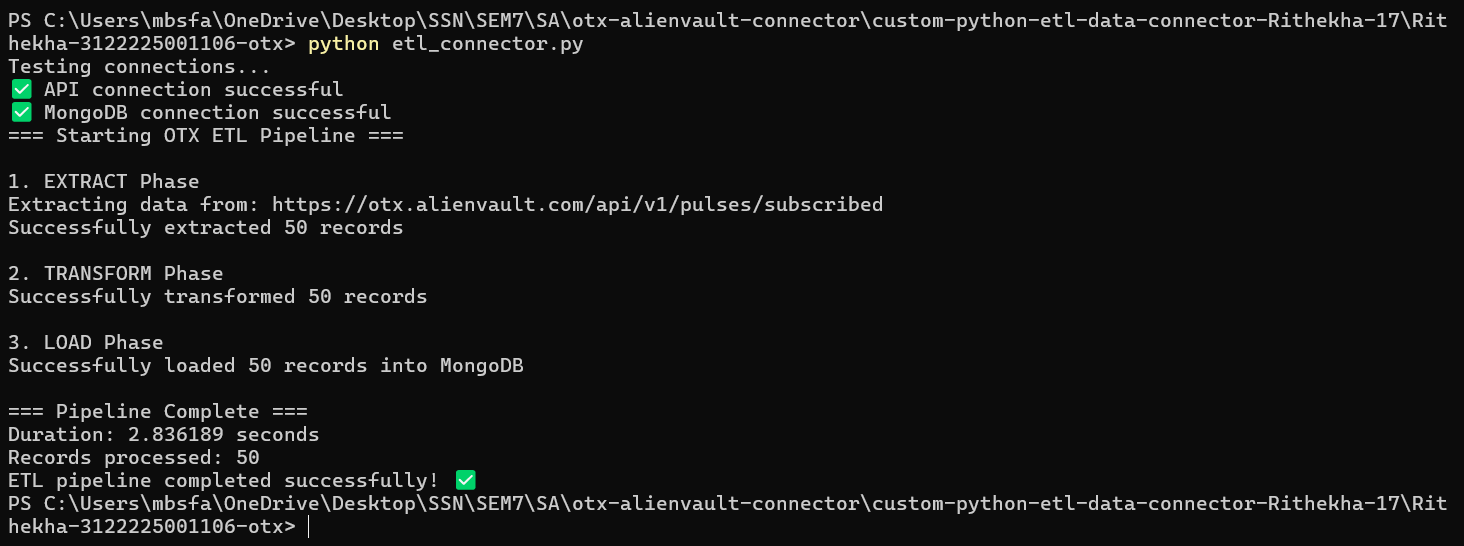 PS C:\Users\mbsfa\OneDrive\Desktop\SSN\SEM7\SA\otx-alienvault-connector\custom-python-etl-data-connector-Rithekha-17\Rit
hekha-3122225001106-otx> python etl_connector.py
Testing connections...
✅ API connection successful
✅ MongoDB connection successful
=== Starting OTX ETL Pipeline ===
1. EXTRACT Phase
Extracting data from: https://otx.alienvault.com/api/v1/pulses/subscribed
Successfully extracted 50 records
2. TRANSFORM Phase
Successfully transformed 50 records
3. LOAD Phase
Successfully loaded 50 records into MongoDB
=== Pipeline Complete ===
Duration: 2.836189 seconds
Records processed: 50
ETL pipeline completed successfully! ✅
PS C:\Users\mbsfa\OneDrive\Desktop\SSN\SEM7\SA\otx-alienvault-connector\custom-python-etl-data-connector-Rithekha-17\Rit
hekha-3122225001106-otx>